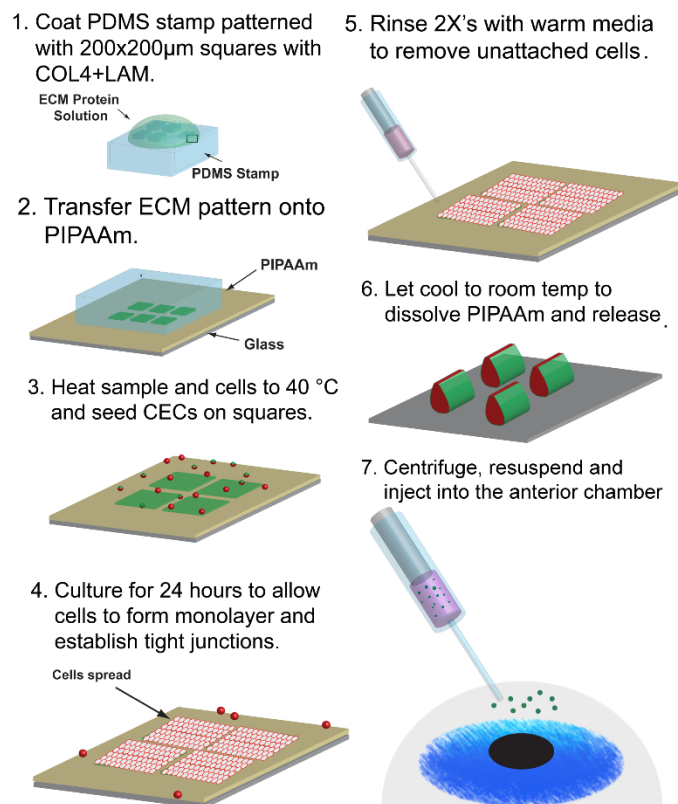 1. Coat PDMS stamp patterned
with 200x200µm squares with
COL4+LAM.
ECM Protein
Solution
PDMS Stamp
2. Transfer ECM pattern onto
PIPAAm.
PIPAAm
Glass
3. Heat sample and cells to 40 °C
and seed CECs on squares.
4. Culture for 24 hours to allow
cells to form monolayer and
establish tight junctions.
Cells spread
5. Rinse 2X's with warm media
to remove unattached cells.
6. Let cool to room temp to
dissolve PIPAAm and release.
7. Centrifuge, resuspend and
inject into the anterior chamber